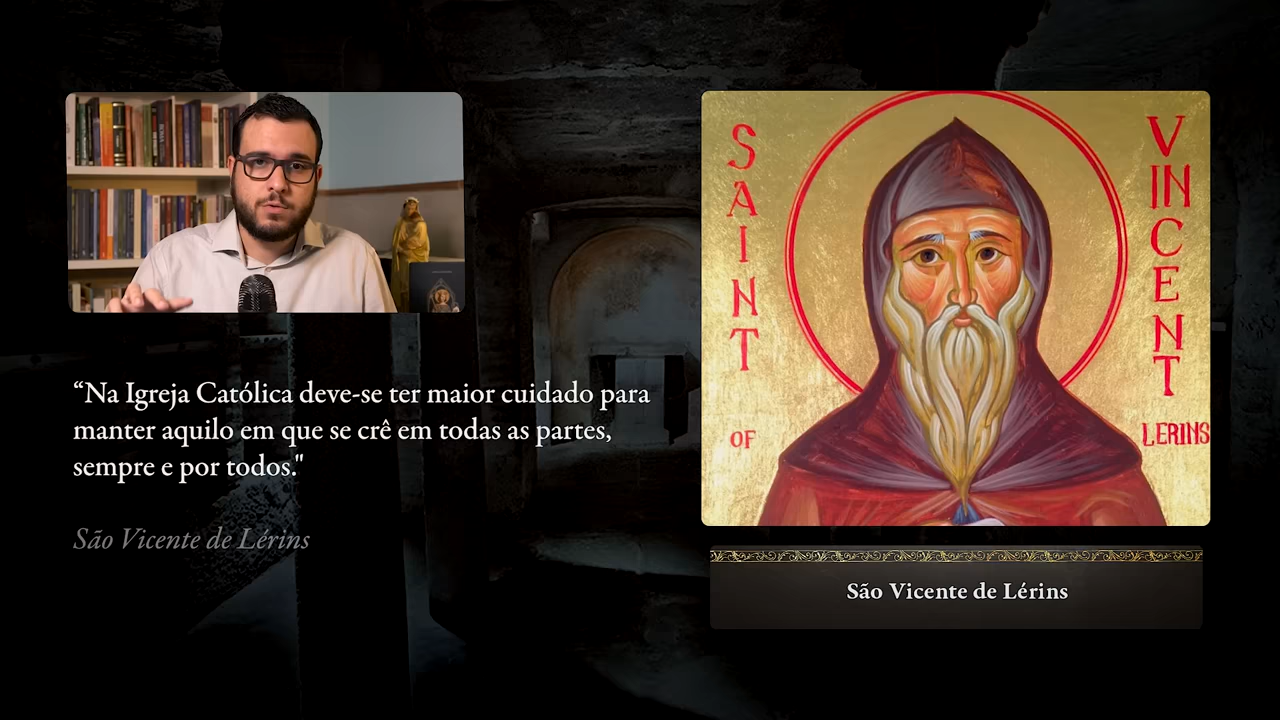 “Na Igreja Católica deve-se ter maior cuidado para
manter aquilo em que se crê em todas as partes,
sempre e por todos."
São Vicente de Lérins
SAINT
OF
VINCENT
LERINS
São Vicente de Lérins